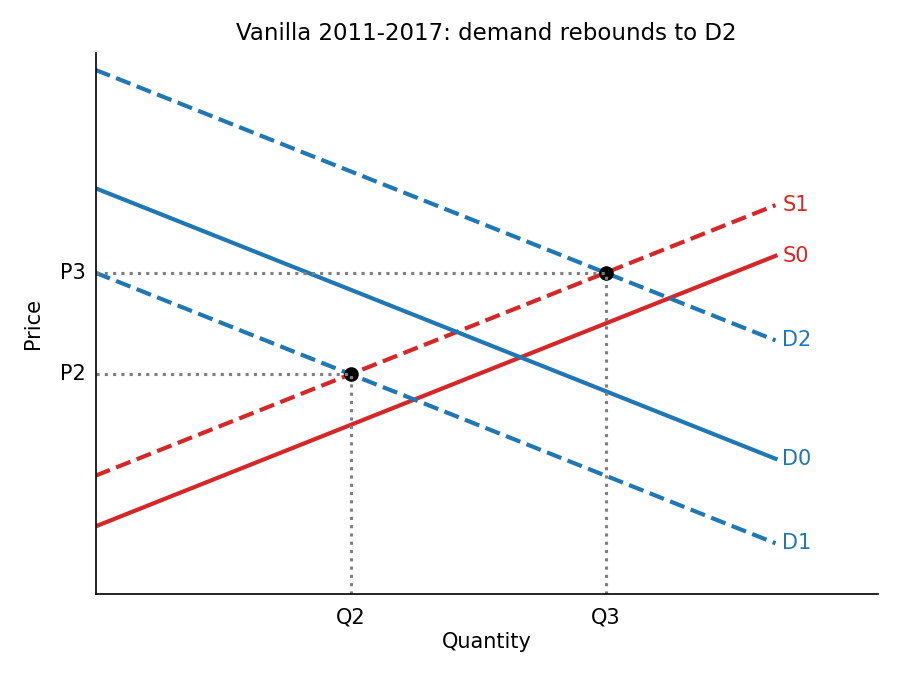 Vanilla 2011-2017: demand rebounds to D2
S1
S0
P3
Price
D2
P2
D0
D1
Q2
Q3
Quantity